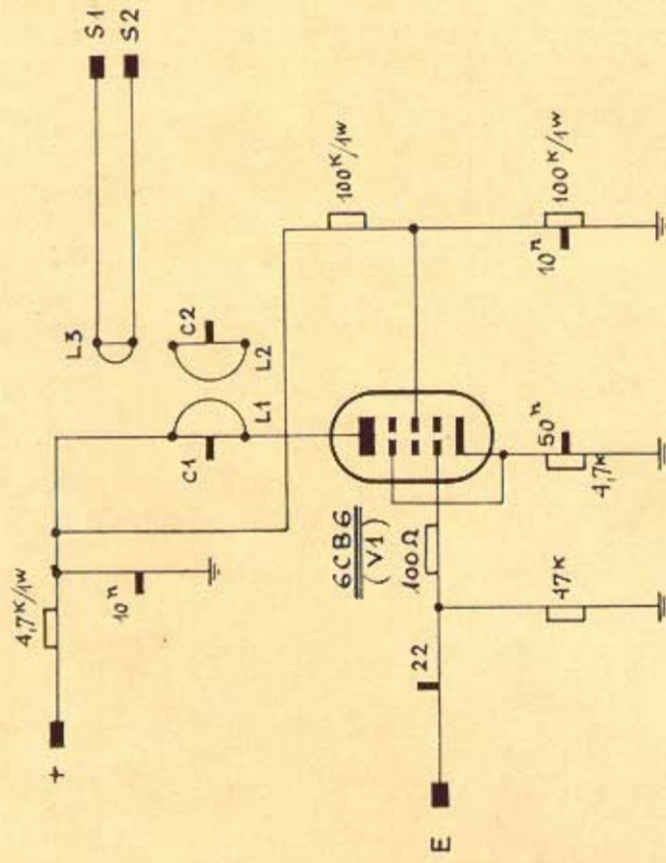 4,7K/1W
+
L3
S1
S2
10n
C1
C2
L1
L2
6CB6
(V1)
100K/1W
100Ω
22
E
47K
50n
4,7K
10n
100K/1W